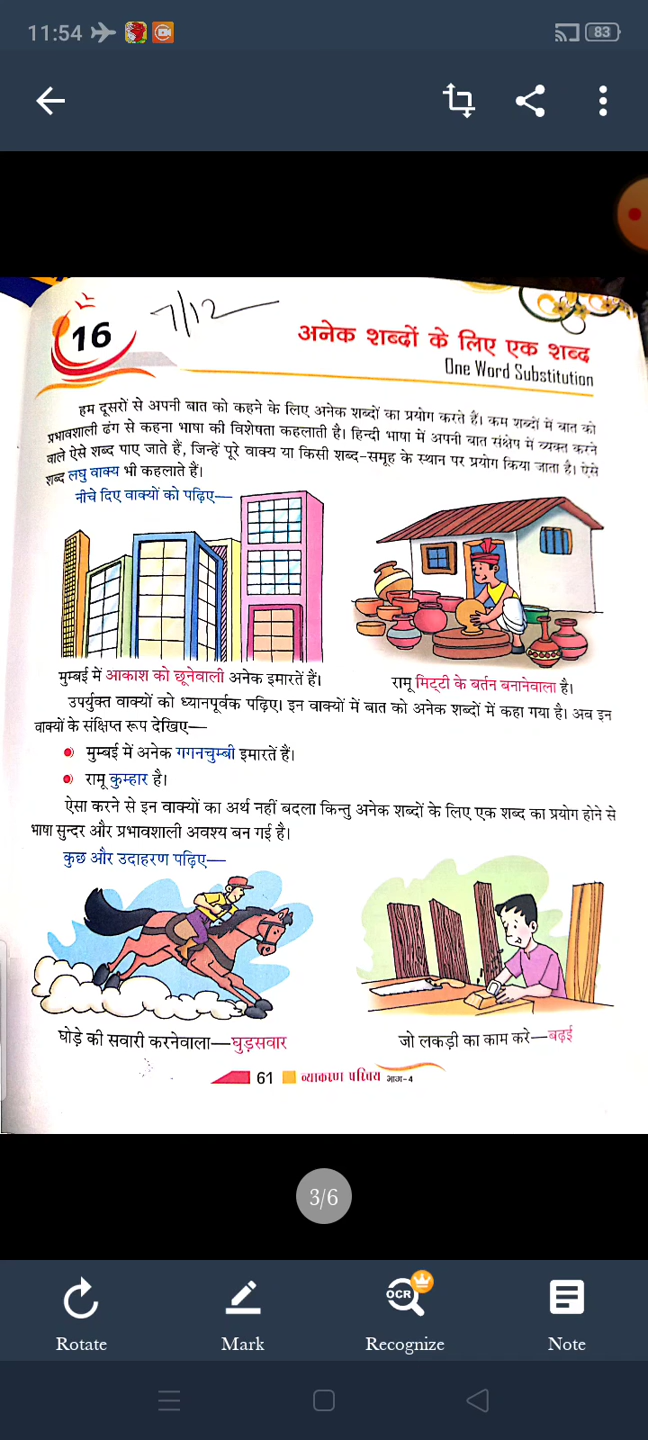 11:54
83
16
7/12
अनेक शब्दों के लिए एक शब्द
One Word Substitution
हम दूसरों से अपनी बात को कहने के लिए अनेक शब्दों का प्रयोग करते हैं। कम शब्दों में बात को
प्रभावशाली ढंग से कहना भाषा की विशेषता कहलाती है। हिन्दी भाषा में अपनी बात संक्षेप में व्यक्त करने
वाले ऐसे शब्द पाए जाते हैं, जिन्हें पूरे वाक्य या किसी शब्द-समूह के स्थान पर प्रयोग किया जाता है। ऐसे
शब्द लघु वाक्य भी कहलाते हैं।
नीचे दिए वाक्यों को पढ़िए—
मुम्बई में आकाश को छूनेवाली अनेक इमारतें हैं।
रामू मिट्टी के बर्तन बनानेवाला है।
उपर्युक्त वाक्यों को ध्यानपूर्वक पढ़िए। इन वाक्यों में बात को अनेक शब्दों में कहा गया है। अब इन
वाक्यों के संक्षिप्त रूप देखिए—
मुम्बई में अनेक गगनचुम्बी इमारतें हैं।
रामू कुम्हार है।
ऐसा करने से इन वाक्यों का अर्थ नहीं बदला किन्तु अनेक शब्दों के लिए एक शब्द का प्रयोग होने से
भाषा सुन्दर और प्रभावशाली अवश्य बन गई है।
कुछ और उदाहरण पढ़िए—
घोड़े की सवारी करनेवाला—घुड़सवार
जो लकड़ी का काम करे—बढ़ई
61 व्याकरण परिचय भाग-4
3/6
OCR
Rotate
Mark
Recognize
Note